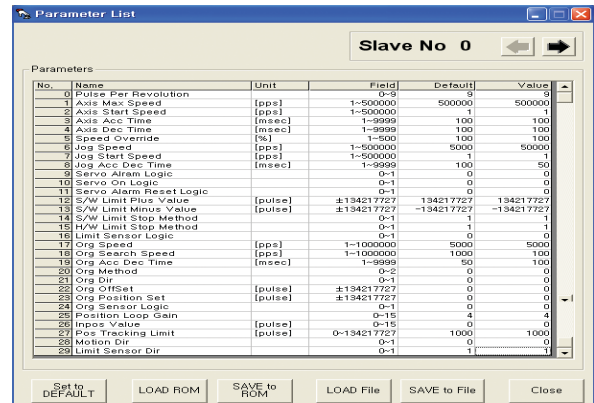 Parameter List
Slave No 0
Parameters
No, Name Unit Field Default Value
0 Pulse Per Revolution 0~9 9 9
1 Axis Max Speed [pps] 1~500000 500000 500000
2 Axis Start Speed [pps] 1~500000 1 1
3 Axis Acc Time [msec] 1~9999 100 100
4 Axis Dec Time [msec] 1~9999 100 100
5 Speed Override [%] 1~500 100 100
6 Jog Speed [pps] 1~500000 5000 50000
7 Jog Start Speed [pps] 1~500000 1 1
8 Jog Acc Dec Time [msec] 1~9999 100 50
9 Servo Alram Logic 0~1 0 0
10 Servo On Logic 0~1 0 0
11 Servo Alarm Reset Logic 0~1 0 0
12 S/W Limit Plus Value [pulse] ±134217727 134217727 134217727
13 S/W Limit Minus Value [pulse] ±134217727 -134217727 -134217727
14 S/W Limit Stop Method 0~1 1 1
15 H/W Limit Stop Method 0~1 1 1
16 Limit Sensor Logic 0~1 0 0
17 Org Speed [pps] 1~1000000 5000 5000
18 Org Search Speed [pps] 1~1000000 1000 100
19 Org Acc Dec Time [msec] 1~9999 50 100
20 Org Method 0~2 0 0
21 Org Dir 0~1 0 0
22 Org OffSet [pulse] ±134217727 0 0
23 Org Position Set [pulse] ±134217727 0 0
24 Org Sensor Logic 0~1 0 0
25 Position Loop Gain 0~15 4 4
26 Inpos Value [pulse] 0~15 0 0
27 Pos Tracking Limit [pulse] 0~134217727 1000 1000
28 Motion Dir 0~1 0 0
29 Limit Sensor Dir 0~1 1 1
Set to DEFAULT LOAD ROM SAVE to ROM LOAD File SAVE to File Close